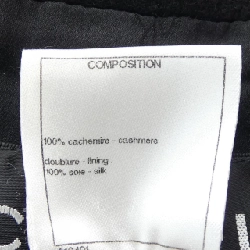 COMPOSITION
100% cachemire - cashmere
doublure - lining
100% soie - silk